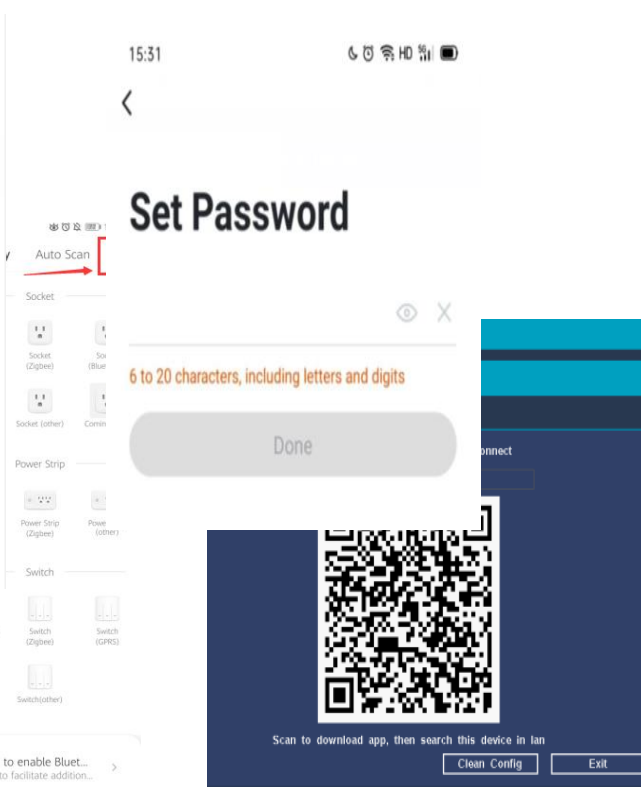 15:31
HD 5G
Set Password
6 to 20 characters, including letters and digits
Done
Auto Scan
Socket
Socket
(Zigbee)
Socket (other)
Power Strip
Power Strip
(Zigbee)
(other)
Switch
Switch
(Zigbee)
Switch
(GPRS)
Switch(other)
to enable Bluet...
to facilitate addition...
Scan to download app, then search this device in lan
Clean Config
Exit